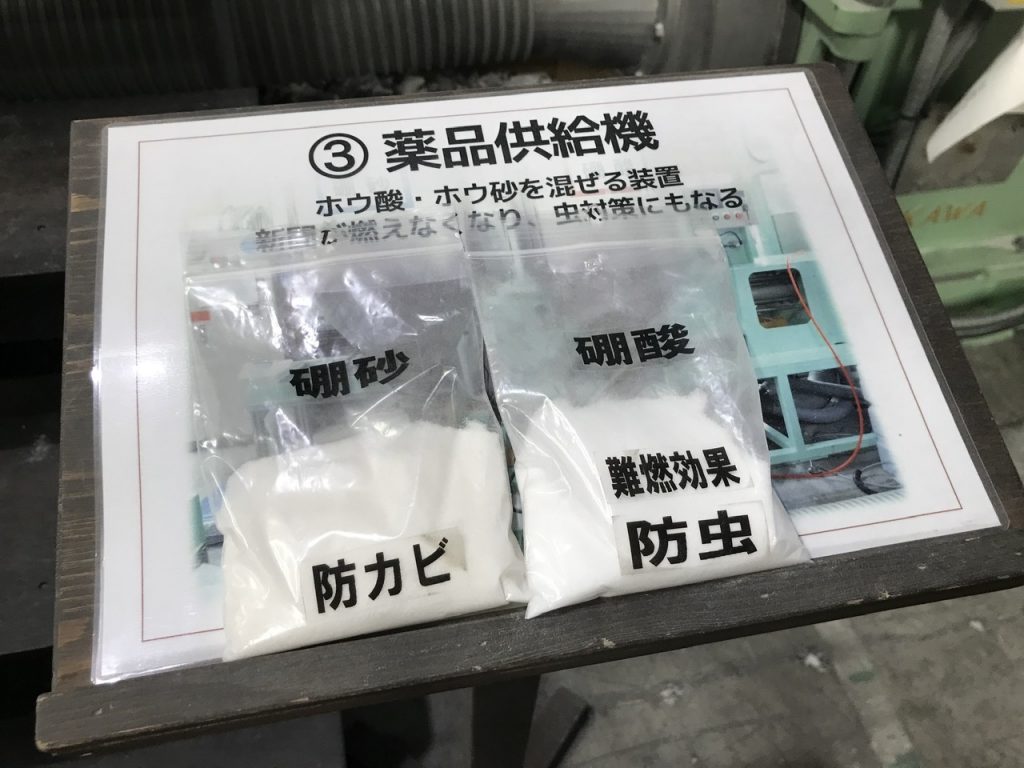 ③ 薬品供給機
ホウ酸・ホウ砂を混ぜる装置
新聞が燃えなくなり、虫対策にもなる
硼砂
硼酸
難燃効果
防カビ
防虫
KAWA